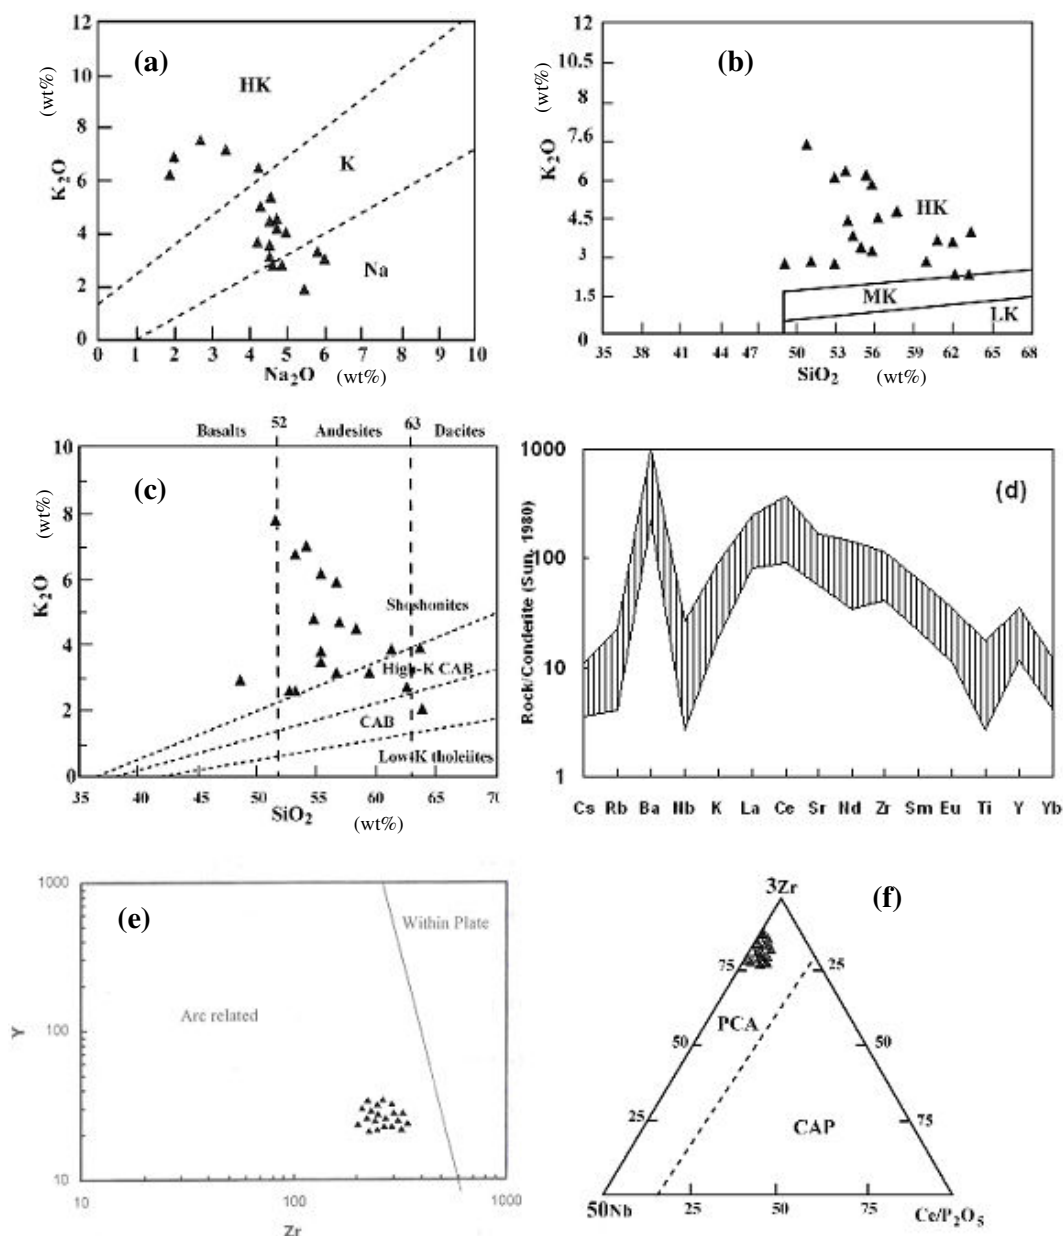 (a)
12
10
8
6
4
2
0
K₂O (wt%)
HK
K
Na
0 1 2 3 4 5 6 7 8 9 10
Na₂O (wt%)
(b)
12
10.5
8
7.6
6
4.5
3
1.5
0
K₂O (wt%)
HK
MK
LK
35 38 41 44 47 50 53 56 59 62 65 68
SiO₂ (wt%)
(c)
Basalts 52 Andesites 63 Dacites
10
8
6
4
2
0
K₂O (wt%)
Shoshonites
High-K CAB
CAB
Low-K tholeiites
35 40 45 50 55 60 65 70
SiO₂ (wt%)
(d)
1000
100
10
1
Rock/Conderite (Sun, 1980)
Cs Rb Ba Nb K La Ce Sr Nd Zr Sm Eu Ti Y Yb
(e)
1000
100
10
Y
Within Plate
Arc related
10 100 1000
Zr
(f)
3Zr
75 25
PCA
50 50
25 75
CAP
50Nb 25 50 75 Ce/P₂O₅